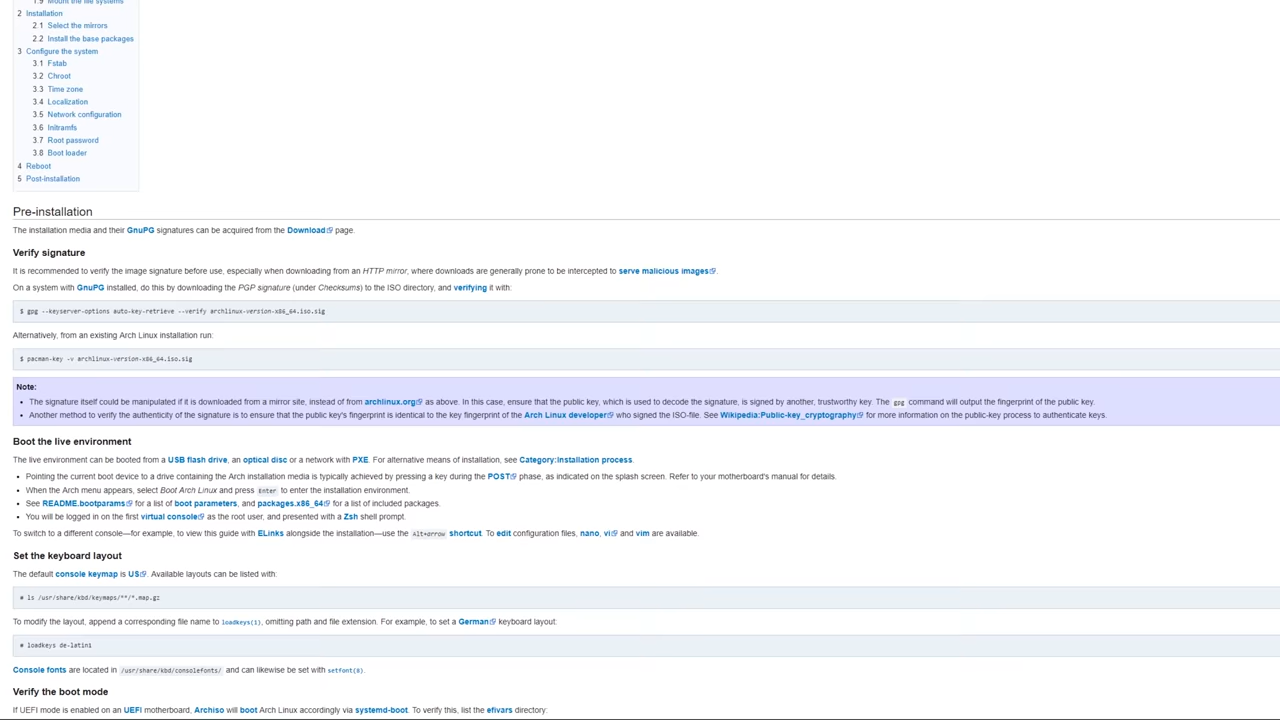 1.9 Mount the file systems
2 Installation
2.1 Select the mirrors
2.2 Install the base packages
3 Configure the system
3.1 Fstab
3.2 Chroot
3.3 Time zone
3.4 Localization
3.5 Network configuration
3.6 Initramfs
3.7 Root password
3.8 Boot loader
4 Reboot
5 Post-installation
Pre-installation
The installation media and their GnuPG signatures can be acquired from the Download page.
Verify signature
It is recommended to verify the image signature before use, especially when downloading from an HTTP mirror, where downloads are generally prone to be intercepted to serve malicious images.
On a system with GnuPG installed, do this by downloading the PGP signature (under Checksums) to the ISO directory, and verifying it with:
$ gpg --keyserver-options auto-key-retrieve --verify archlinux-version-x86_64.iso.sig
Alternatively, from an existing Arch Linux installation run:
$ pacman-key -v archlinux-version-x86_64.iso.sig
Note:
• The signature itself could be manipulated if it is downloaded from a mirror site, instead of from archlinux.org as above. In this case, ensure that the public key, which is used to decode the signature, is signed by another, trustworthy key. The gpg command will output the fingerprint of the public key.
• Another method to verify the authenticity of the signature is to ensure that the public key's fingerprint is identical to the key fingerprint of the Arch Linux developer who signed the ISO-file. See Wikipedia:Public-key_cryptography for more information on the public-key process to authenticate keys.
Boot the live environment
The live environment can be booted from a USB flash drive, an optical disc or a network with PXE. For alternative means of installation, see Category:Installation process.
• Pointing the current boot device to a drive containing the Arch installation media is typically achieved by pressing a key during the POST phase, as indicated on the splash screen. Refer to your motherboard's manual for details.
• When the Arch menu appears, select Boot Arch Linux and press Enter to enter the installation environment.
• See README.bootparams for a list of boot parameters, and packages.x86_64 for a list of included packages.
• You will be logged in on the first virtual console as the root user, and presented with a Zsh shell prompt.
To switch to a different console—for example, to view this guide with ELinks alongside the installation—use the Alt+arrow shortcut. To edit configuration files, nano, vi and vim are available.
Set the keyboard layout
The default console keymap is US. Available layouts can be listed with:
# ls /usr/share/kbd/keymaps/**/*.map.gz
To modify the layout, append a corresponding file name to loadkeys(1), omitting path and file extension. For example, to set a German keyboard layout:
# loadkeys de-latin1
Console fonts are located in /usr/share/kbd/consolefonts/ and can likewise be set with setfont(8).
Verify the boot mode
If UEFI mode is enabled on an UEFI motherboard, Archiso will boot Arch Linux accordingly via systemd-boot. To verify this, list the efivars directory: